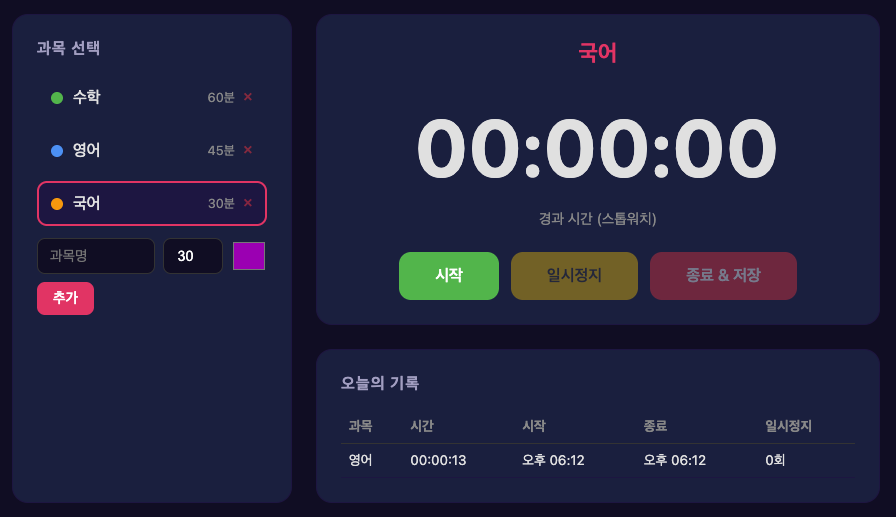 과목 선택
수학 60분 ×
영어 45분 ×
국어 30분 ×
과목명 30
추가
국어
00:00:00
경과 시간 (스톱워치)
시작 일시정지 종료 & 저장
오늘의 기록
과목 시간 시작 종료 일시정지
영어 00:00:13 오후 06:12 오후 06:12 0회